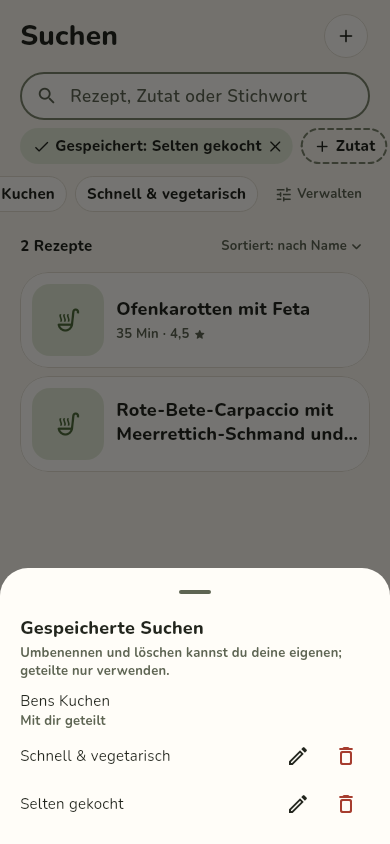 Suchen
Rezept, Zutat oder Stichwort
Gespeichert: Selten gekocht
Zutat
Kuchen
Schnell & vegetarisch
Verwalten
2 Rezepte
Sortiert: nach Name
Ofenkarotten mit Feta
35 Min · 4,5 ★
Rote-Bete-Carpaccio mit
Meerrettich-Schmand und...
Gespeicherte Suchen
Umbenennen und löschen kannst du deine eigenen;
geteilte nur verwenden.
Bens Kuchen
Mit dir geteilt
Schnell & vegetarisch
Selten gekocht